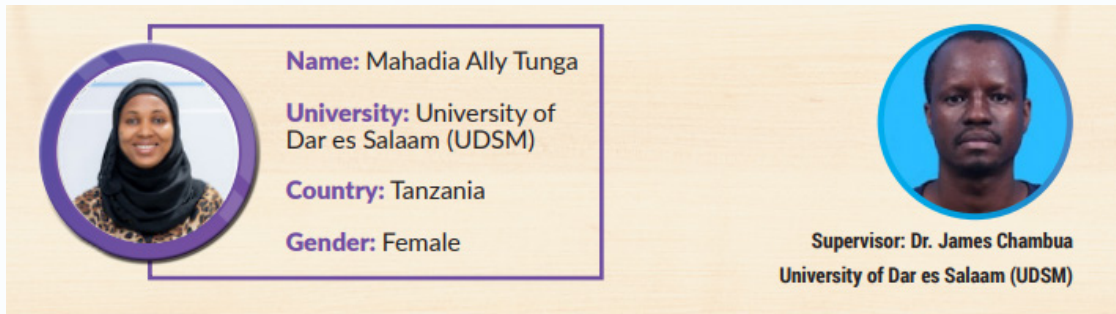 Name: Mahadia Ally Tunga
University: University of
Dar es Salaam (UDSM)
Country: Tanzania
Gender: Female
Supervisor: Dr. James Chambua
University of Dar es Salaam (UDSM)